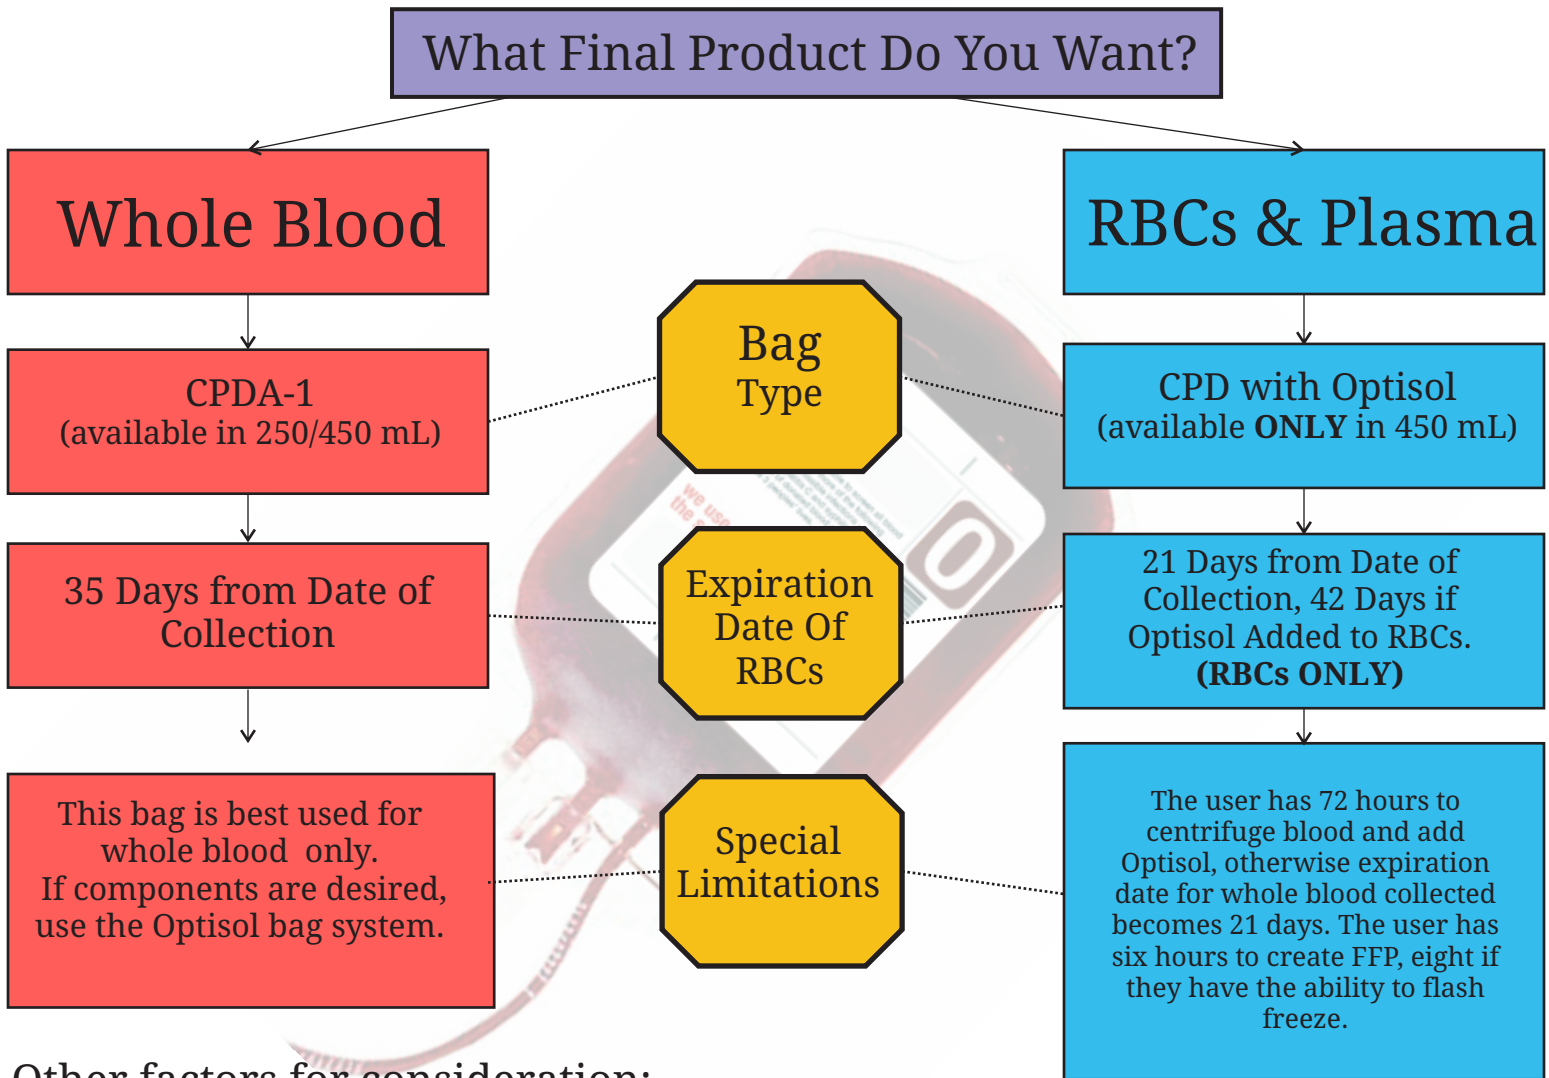 What Final Product Do You Want?
Whole Blood
RBCs & Plasma
CPDA-1
(available in 250/450 mL)
Bag
Type
CPD with Optisol
(available ONLY in 450 mL)
35 Days from Date of
Collection
Expiration
Date Of
RBCs
21 Days from Date of
Collection, 42 Days if
Optisol Added to RBCs.
(RBCs ONLY)
This bag is best used for
whole blood only.
If components are desired,
use the Optisol bag system.
Special
Limitations
The user has 72 hours to
centrifuge blood and add
Optisol, otherwise expiration
date for whole blood collected
becomes 21 days. The user has
six hours to create FFP, eight if
they have the ability to flash
freeze.
we use
the
O
Other factors for consideration: